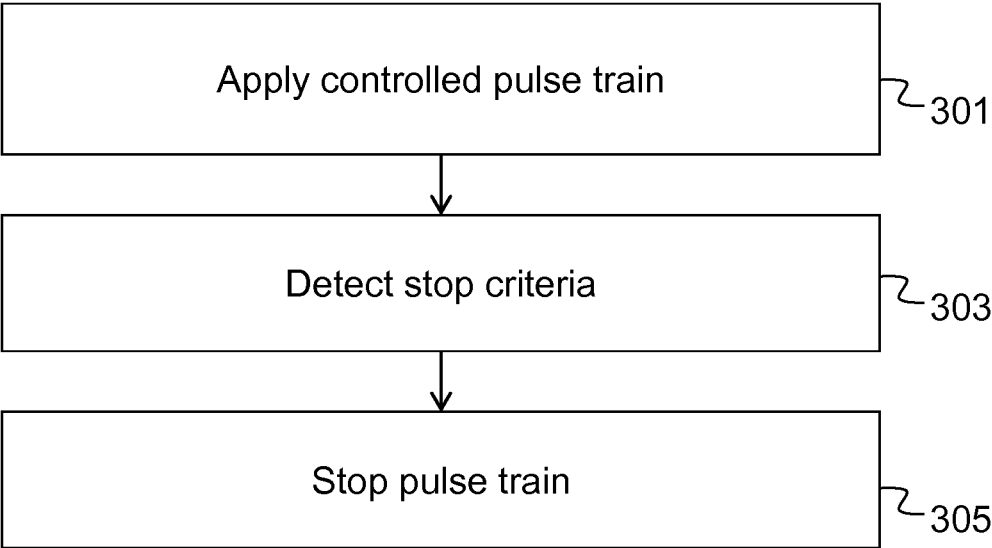 Apply controlled pulse train
301
Detect stop criteria
303
Stop pulse train
305